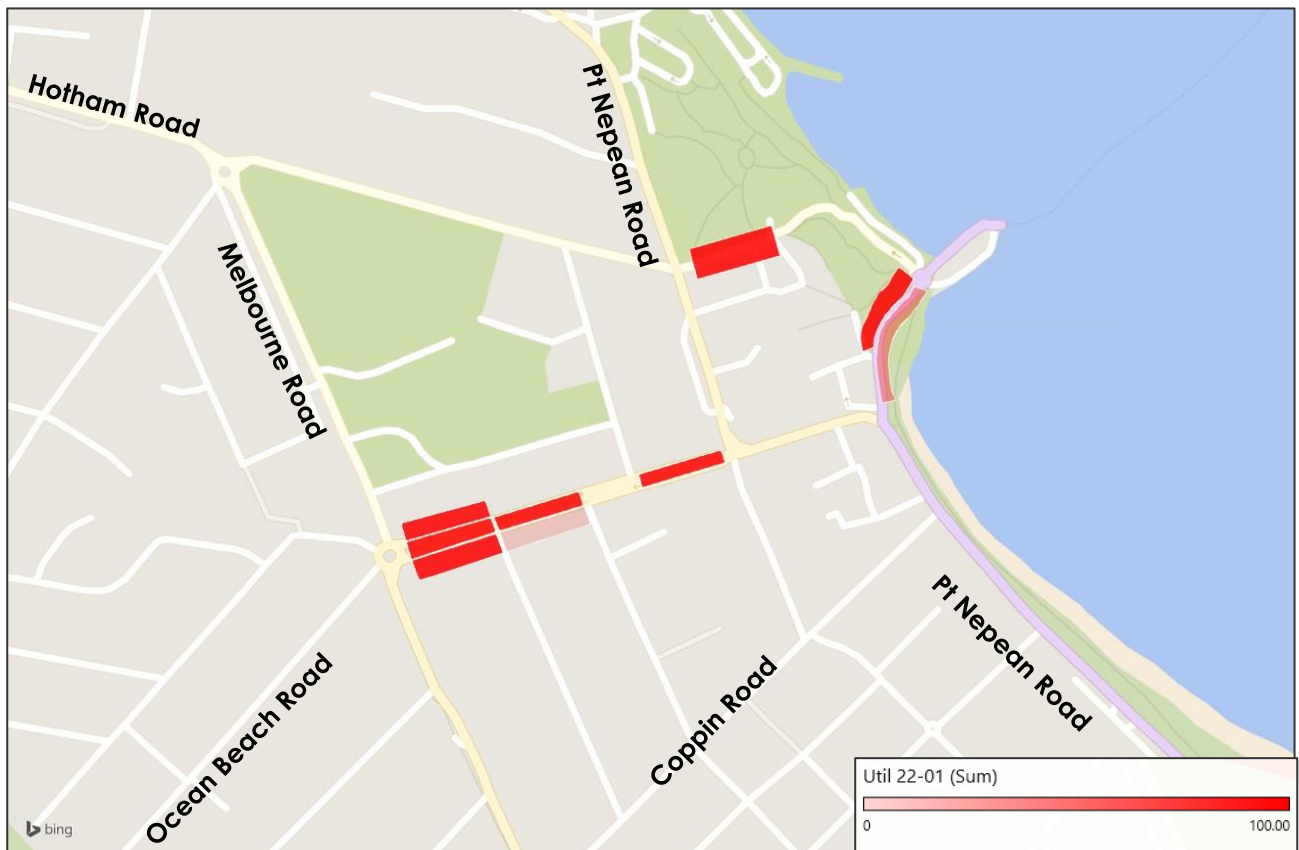 Hotham Road
Pt Nepean Road
Melbourne Road
Pt Nepean Road
Ocean Beach Road
Coppin Road
Util 22-01 (Sum)
0 100.00
bing